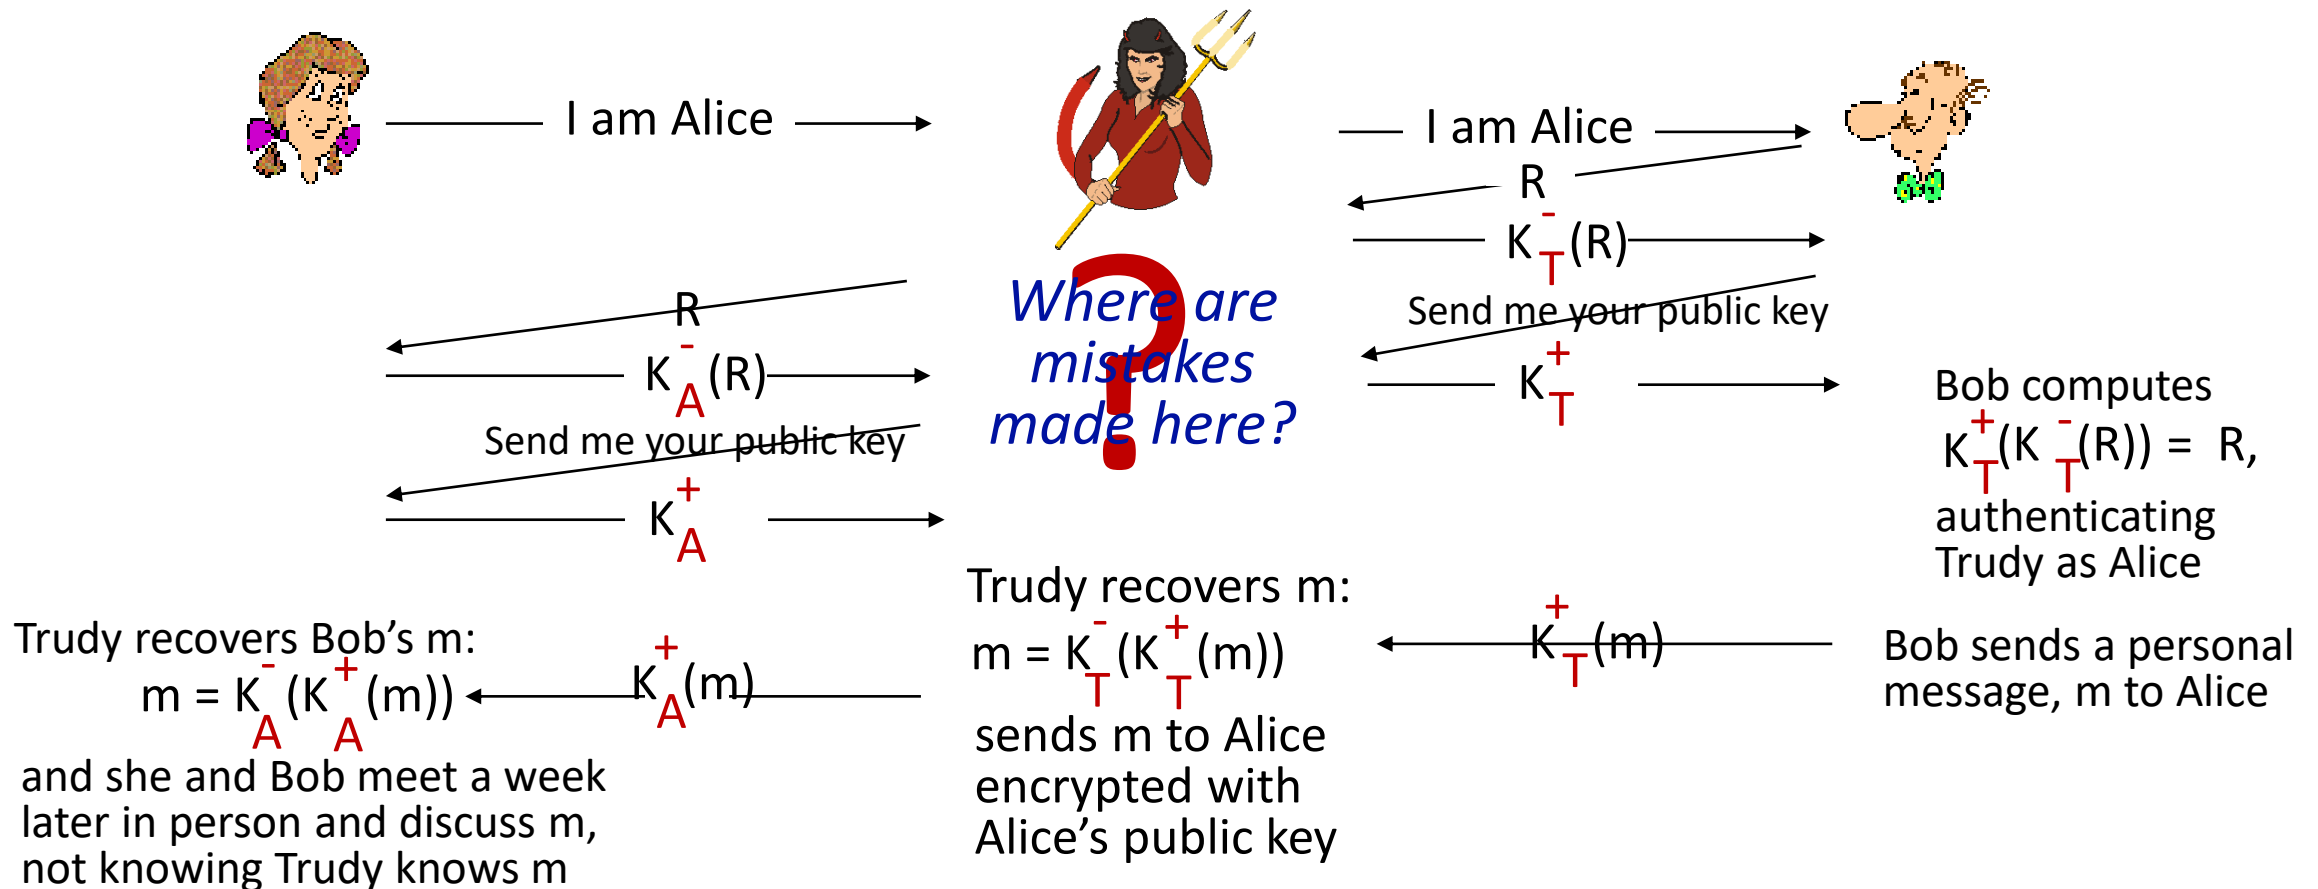 I am Alice
I am Alice
R
K⁻T(R)
Send me your public key
K⁺T
R
K⁻A(R)
Send me your public key
K⁺A
?
Where are
mistakes
made here?
Bob computes
K⁺T(K⁻T(R)) = R,
authenticating
Trudy as Alice
Bob sends a personal
message, m to Alice
K⁺T(m)
Trudy recovers m:
m = K⁻T(K⁺T(m))
sends m to Alice
encrypted with
Alice’s public key
K⁺A(m)
Trudy recovers Bob’s m:
m = K⁻A(K⁺A(m))
and she and Bob meet a week
later in person and discuss m,
not knowing Trudy knows m